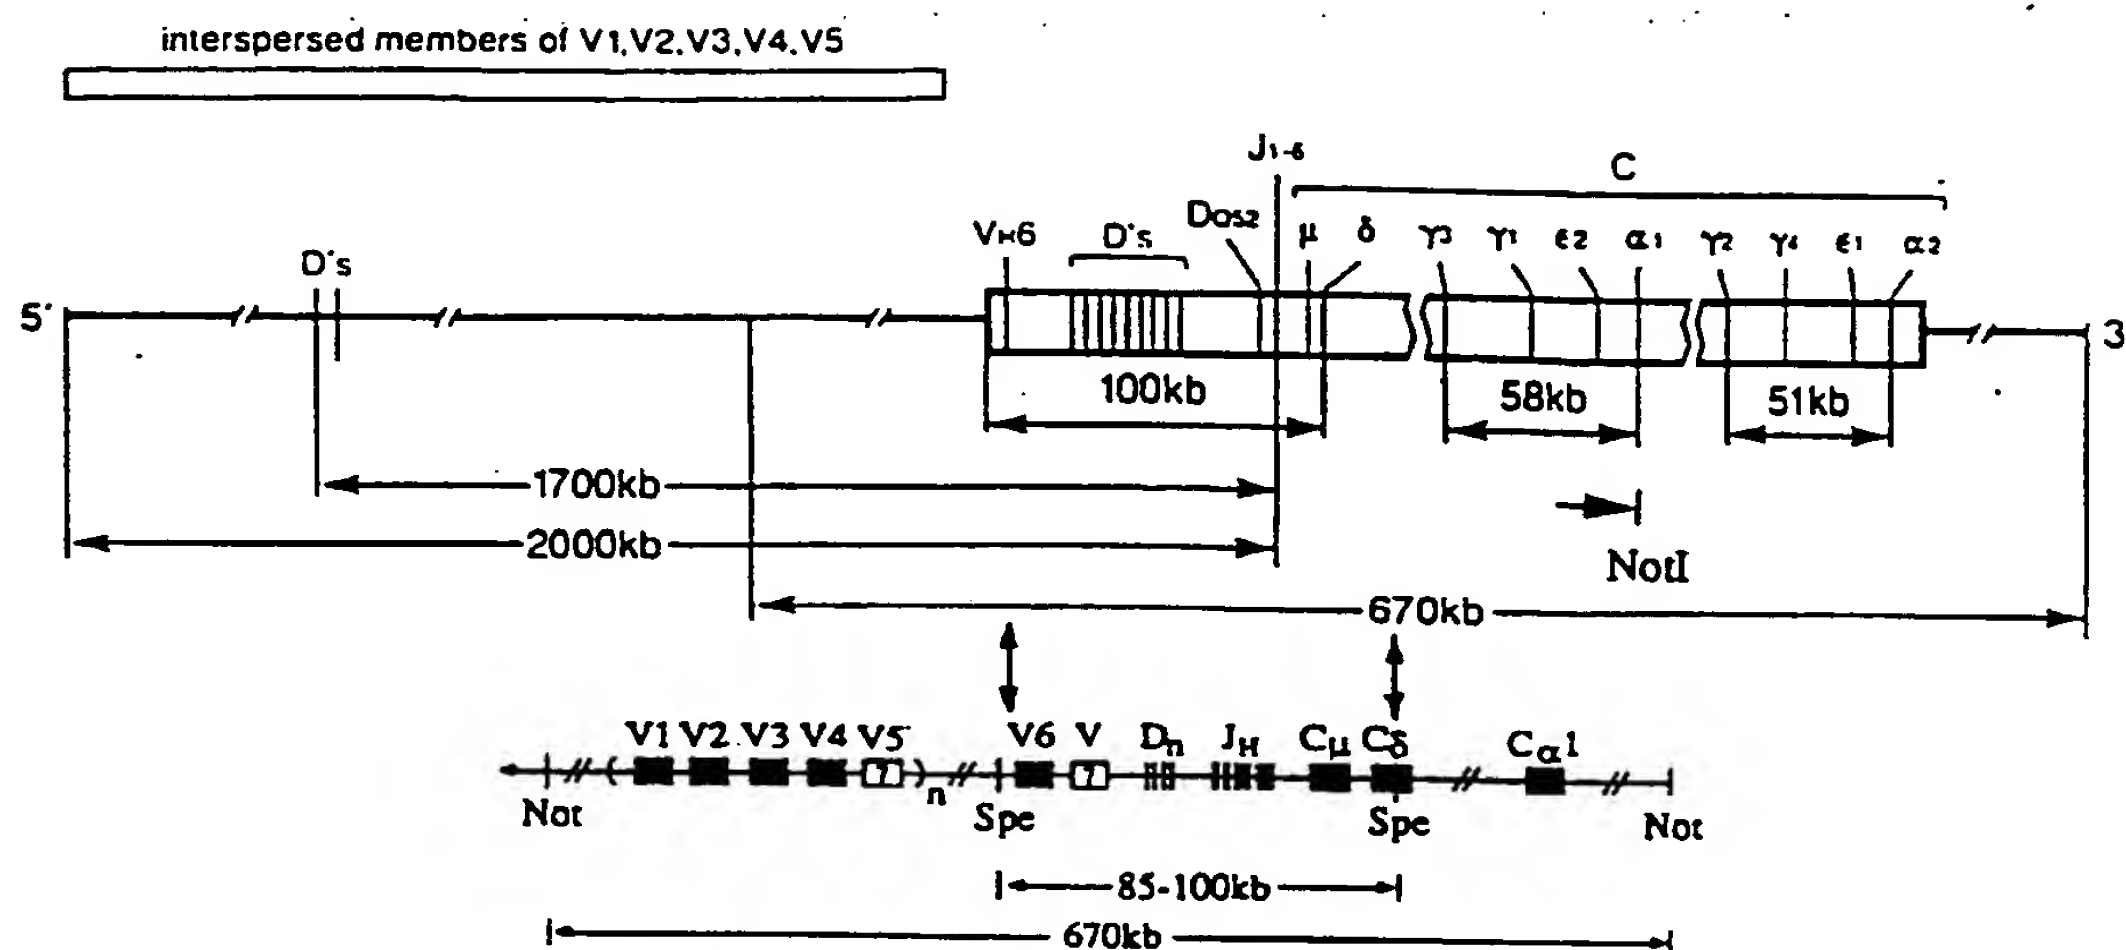 interspersed members of V1,V2,V3,V4,V5
J1-6
C
VH6 D's DQ52 μ δ γ3 γ1 ε2 α1 γ2 γ4 ε1 α2
D's
5' 3
100kb 58kb 51kb
1700kb
2000kb
NotI
670kb
V1 V2 V3 V4 V5 V6 V Dn JH Cμ Cδ Cα1
( ? )n ?
Not Spe Spe Not
85-100kb
670kb